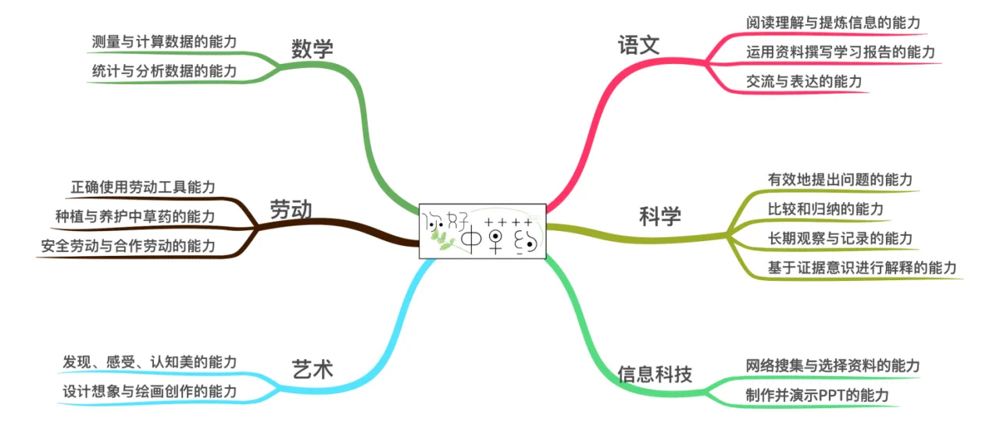 数学
测量与计算数据的能力
统计与分析数据的能力
劳动
正确使用劳动工具能力
种植与养护中草药的能力
安全劳动与合作劳动的能力
艺术
发现、感受、认知美的能力
设计想象与绘画创作的能力
你好
中
语文
阅读理解与提炼信息的能力
运用资料撰写学习报告的能力
交流与表达的能力
科学
有效地提出问题的能力
比较和归纳的能力
长期观察与记录的能力
基于证据意识进行解释的能力
信息科技
网络搜集与选择资料的能力
制作并演示PPT的能力